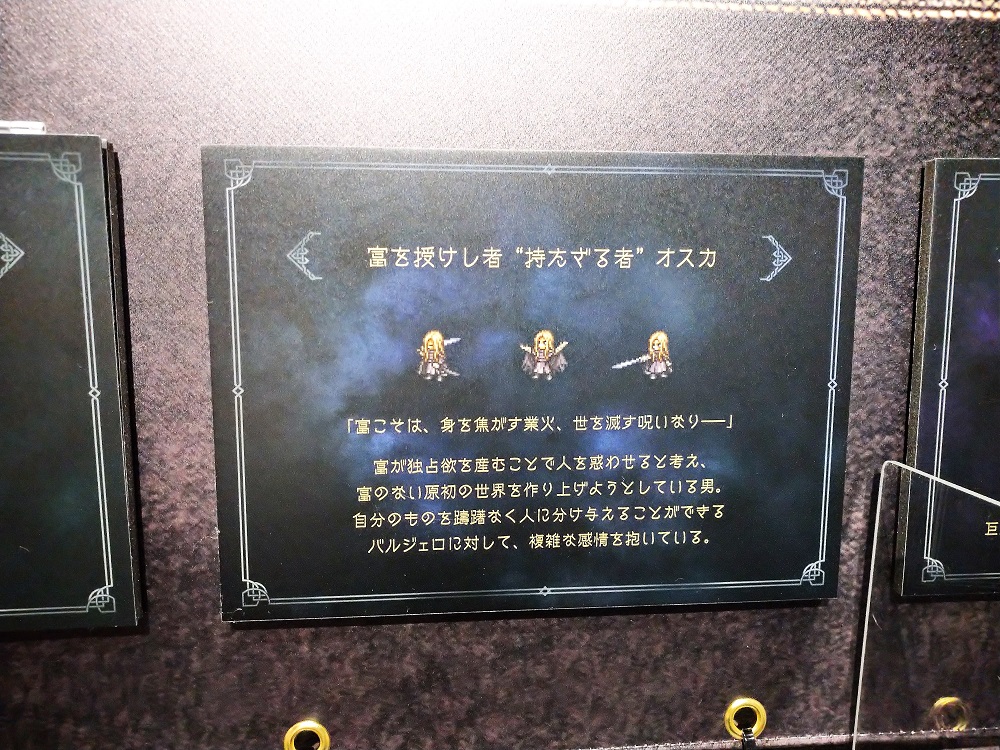 富を授けし者“持たざる者”オスカ
「富こそは、身を焦がす業火、世を滅す呪いなり──」
富が独占欲を産むことで人を惑わせると考え、
富のない原初の世界を作り上げようとしている男。
自分のものを躊躇なく人に分け与えることができる
バルジェロに対して、複雑な感情を抱いている。
巨